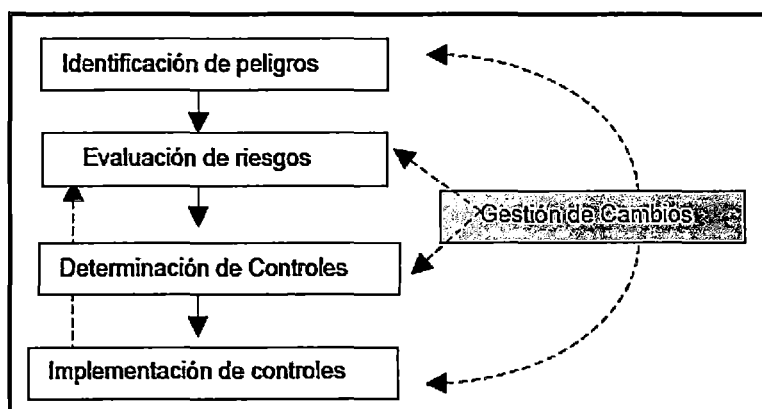 Identificación de peligros
Evaluación de riesgos
Gestión de Cambios
Determinación de Controles
Implementación de controles